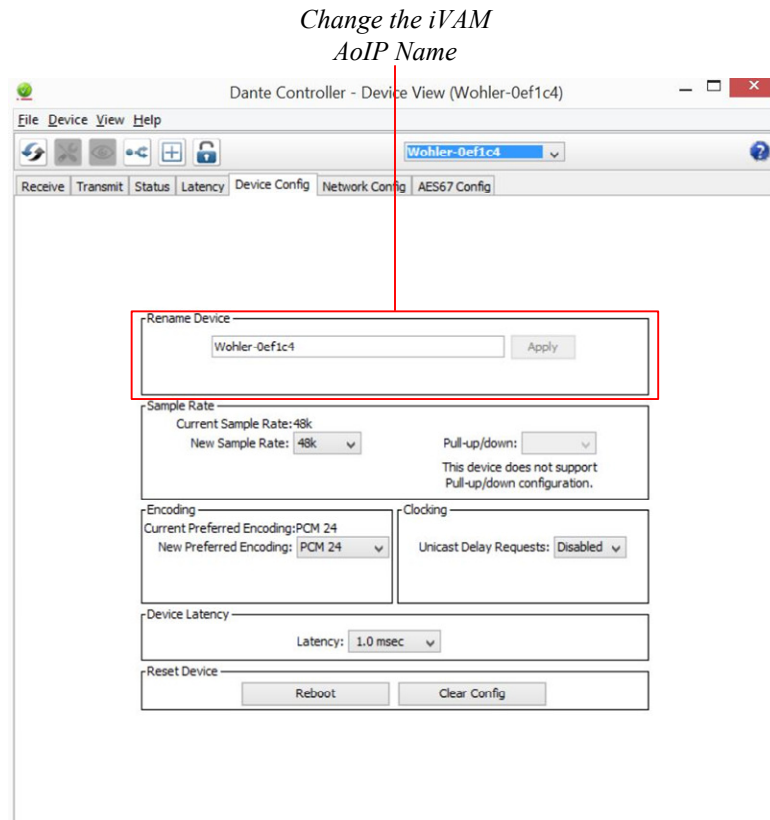 Change the iVAM
AoIP Name
Dante Controller - Device View (Wohler-0ef1c4)
File Device View Help
Wohler-0ef1c4
Receive Transmit Status Latency Device Config Network Config AES67 Config
Rename Device
Wohler-0ef1c4 Apply
Sample Rate
Current Sample Rate:48k
New Sample Rate: 48k Pull-up/down:
This device does not support
Pull-up/down configuration.
Encoding Clocking
Current Preferred Encoding:PCM 24
New Preferred Encoding: PCM 24 Unicast Delay Requests: Disabled
Device Latency
Latency: 1.0 msec
Reset Device
Reboot Clear Config